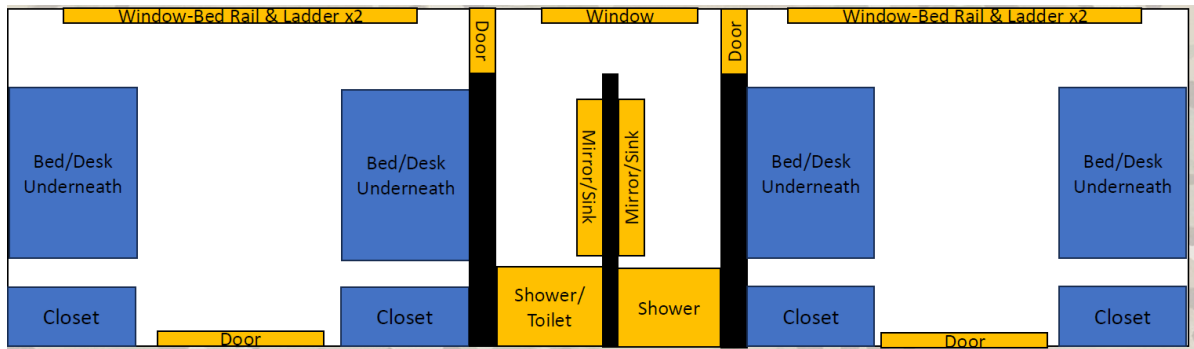 Window-Bed Rail & Ladder x2
Window
Window-Bed Rail & Ladder x2
Door
Door
Bed/Desk
Underneath
Bed/Desk
Underneath
Mirror/Sink
Mirror/Sink
Bed/Desk
Underneath
Bed/Desk
Underneath
Closet
Closet
Shower/
Toilet
Shower
Closet
Closet
Door
Door